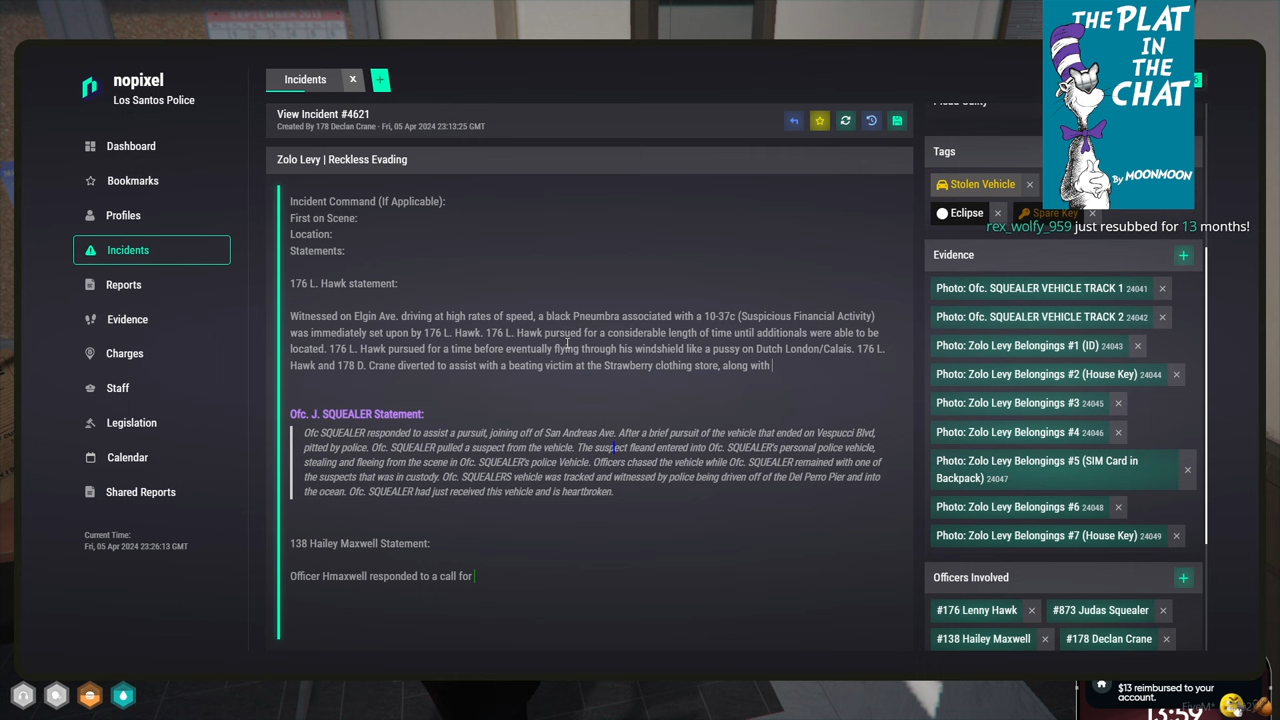 THE PLAT
IN
THE
CHAT
By MOONMOON
rex_wolfy_959 just resubbed for 13 months!
nopixel
Los Santos Police
Dashboard
Bookmarks
Profiles
Incidents
Reports
Evidence
Charges
Staff
Legislation
Calendar
Shared Reports
Current Time:
Fri, 05 Apr 2024 23:26:13 GMT
Incidents x +
View Incident #4621
Created By 178 Declan Crane · Fri, 05 Apr 2024 23:13:25 GMT
Zolo Levy | Reckless Evading
Incident Command (If Applicable):
First on Scene:
Location:
Statements:
176 L. Hawk statement:
Witnessed on Elgin Ave. driving at high rates of speed, a black Pneumbra associated with a 10-37c (Suspicious Financial Activity)
was immediately set upon by 176 L. Hawk. 176 L. Hawk pursued for a considerable length of time until additionals were able to be
located. 176 L. Hawk pursued for a time before eventually flying through his windshield like a pussy on Dutch London/Calais. 176 L.
Hawk and 178 D. Crane diverted to assist with a beating victim at the Strawberry clothing store, along with
Ofc. J. SQUEALER Statement:
Ofc SQUEALER responded to assist a pursuit, joining off of San Andreas Ave. After a brief pursuit of the vehicle that ended on Vespucci Blvd,
pitted by police. Ofc. SQUEALER pulled a suspect from the vehicle. The suspect fleand entered into Ofc. SQUEALER's personal police vehicle,
stealing and fleeing from the scene in Ofc. SQUEALER's police Vehicle. Officers chased the vehicle while Ofc. SQUEALER remained with one of
the suspects that was in custody. Ofc. SQUEALERS vehicle was tracked and witnessed by police being driven off of the Del Perro Pier and into
the ocean. Ofc. SQUEALER had just received this vehicle and is heartbroken.
138 Hailey Maxwell Statement:
Officer Hmaxwell responded to a call for
Tags
Stolen Vehicle ×
Eclipse × Spare Key ×
Evidence +
Photo: Ofc. SQUEALER VEHICLE TRACK 1 24041 ×
Photo: Ofc. SQUEALER VEHICLE TRACK 2 24042 ×
Photo: Zolo Levy Belongings #1 (ID) 24043 ×
Photo: Zolo Levy Belongings #2 (House Key) 24044 ×
Photo: Zolo Levy Belongings #3 24045 ×
Photo: Zolo Levy Belongings #4 24046 ×
Photo: Zolo Levy Belongings #5 (SIM Card in
Backpack) 24047 ×
Photo: Zolo Levy Belongings #6 24048 ×
Photo: Zolo Levy Belongings #7 (House Key) 24049 ×
Officers Involved +
#176 Lenny Hawk × #873 Judas Squealer ×
#138 Hailey Maxwell × #178 Declan Crane ×
$13 reimbursed to your
account.
13:59